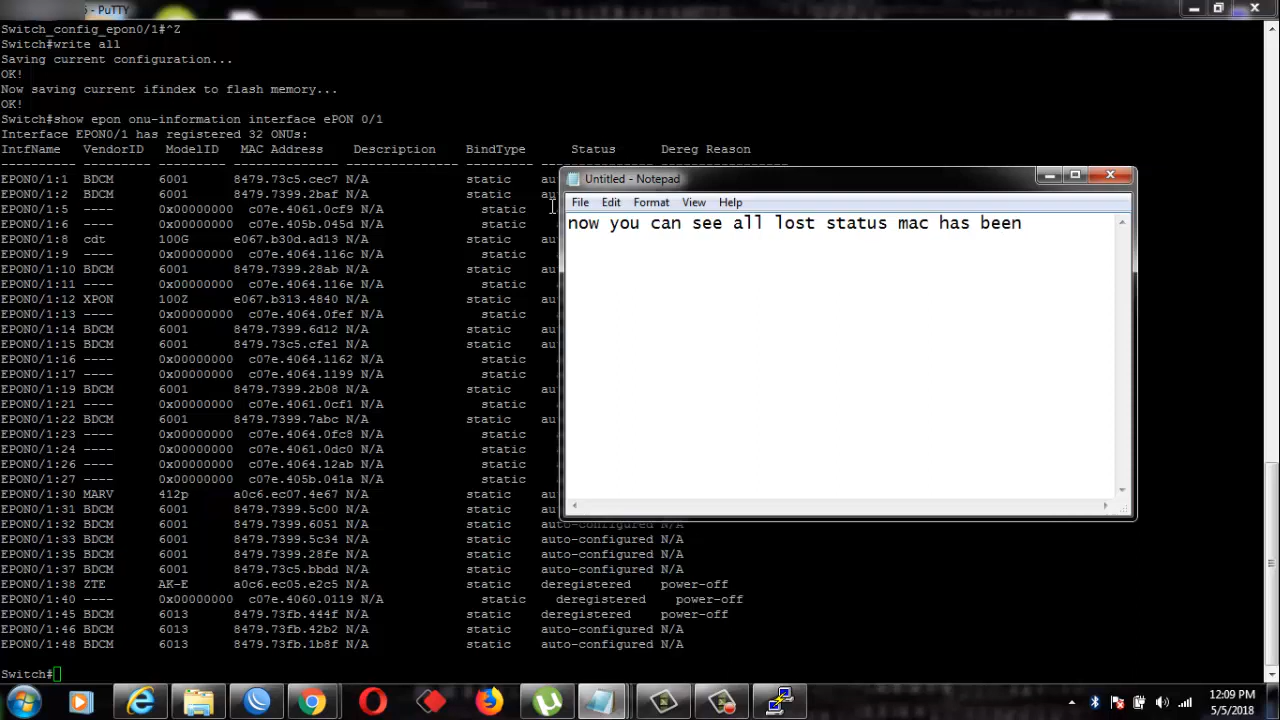 - PuTTY
Switch_config_epon0/1#^Z
Switch#write all
Saving current configuration...
OK!
Now saving current ifindex to flash memory...
OK!
Switch#show epon onu-information interface ePON 0/1
Interface EPON0/1 has registered 32 ONUs:
IntfName VendorID ModelID MAC Address Description BindType Status Dereg Reason
---------- --------- --------- -------------- --------------- --------- ---------------- -----------------
EPON0/1:1 BDCM 6001 8479.73c5.cec7 N/A static au
EPON0/1:2 BDCM 6001 8479.7399.2baf N/A static au
EPON0/1:5 ---- 0x00000000 c07e.4061.0cf9 N/A static
EPON0/1:6 ---- 0x00000000 c07e.405b.045d N/A static
EPON0/1:8 cdt 100G e067.b30d.ad13 N/A static au
EPON0/1:9 ---- 0x00000000 c07e.4064.116c N/A static
EPON0/1:10 BDCM 6001 8479.7399.28ab N/A static au
EPON0/1:11 ---- 0x00000000 c07e.4064.116e N/A static
EPON0/1:12 XPON 100Z e067.b313.4840 N/A static au
EPON0/1:13 ---- 0x00000000 c07e.4064.0fef N/A static
EPON0/1:14 BDCM 6001 8479.7399.6d12 N/A static au
EPON0/1:15 BDCM 6001 8479.73c5.cfe1 N/A static au
EPON0/1:16 ---- 0x00000000 c07e.4064.1162 N/A static
EPON0/1:17 ---- 0x00000000 c07e.4064.1199 N/A static
EPON0/1:19 BDCM 6001 8479.7399.2b08 N/A static au
EPON0/1:21 ---- 0x00000000 c07e.4061.0cf1 N/A static
EPON0/1:22 BDCM 6001 8479.7399.7abc N/A static au
EPON0/1:23 ---- 0x00000000 c07e.4064.0fc8 N/A static
EPON0/1:24 ---- 0x00000000 c07e.4061.0dc0 N/A static
EPON0/1:26 ---- 0x00000000 c07e.4064.12ab N/A static
EPON0/1:27 ---- 0x00000000 c07e.405b.041a N/A static
EPON0/1:30 MARV 412p a0c6.ec07.4e67 N/A static au
EPON0/1:31 BDCM 6001 8479.7399.5c00 N/A static au
EPON0/1:32 BDCM 6001 8479.7399.6051 N/A static auto-configured N/A
EPON0/1:33 BDCM 6001 8479.7399.5c34 N/A static auto-configured N/A
EPON0/1:35 BDCM 6001 8479.7399.28fe N/A static auto-configured N/A
EPON0/1:37 BDCM 6001 8479.73c5.bbdd N/A static auto-configured N/A
EPON0/1:38 ZTE AK-E a0c6.ec05.e2c5 N/A static deregistered power-off
EPON0/1:40 ---- 0x00000000 c07e.4060.0119 N/A static deregistered power-off
EPON0/1:45 BDCM 6013 8479.73fb.444f N/A static deregistered power-off
EPON0/1:46 BDCM 6013 8479.73fb.42b2 N/A static auto-configured N/A
EPON0/1:48 BDCM 6013 8479.73fb.1b8f N/A static auto-configured N/A
Switch#
Untitled - Notepad
File Edit Format View Help
now you can see all lost status mac has been
12:09 PM
5/5/2018